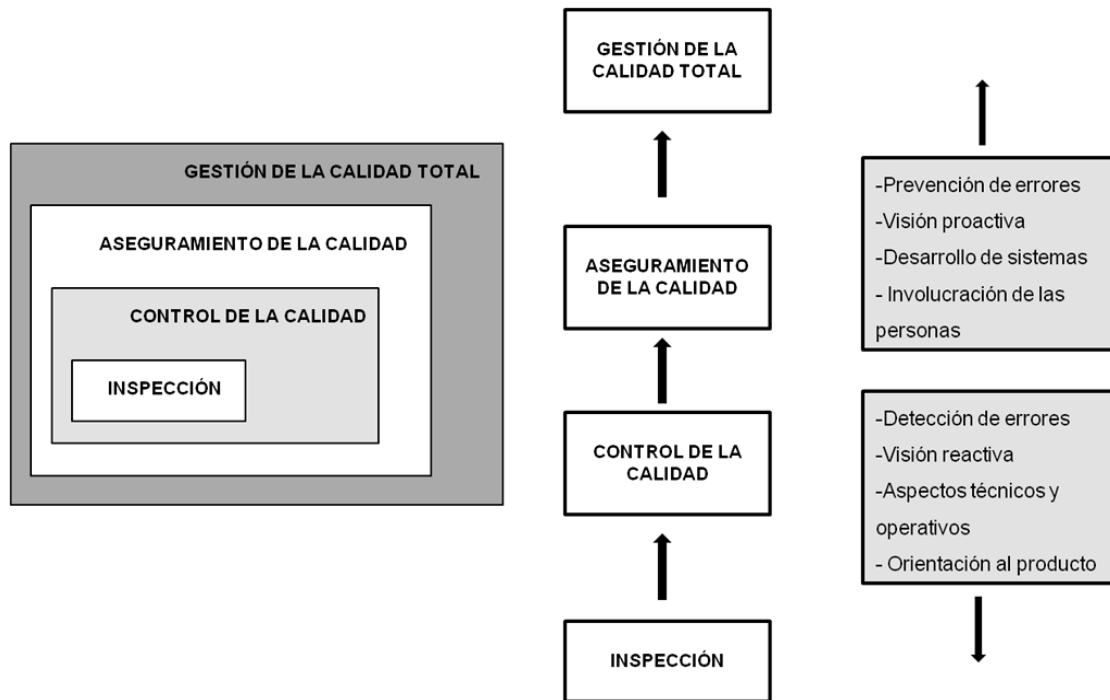 GESTIÓN DE LA CALIDAD TOTAL
ASEGURAMIENTO DE LA CALIDAD
CONTROL DE LA CALIDAD
INSPECCIÓN
GESTIÓN DE LA
CALIDAD TOTAL
ASEGURAMIENTO
DE LA CALIDAD
CONTROL DE LA
CALIDAD
INSPECCIÓN
-Prevención de errores
-Visión proactiva
-Desarrollo de sistemas
- Involucración de las
personas
-Detección de errores
-Visión reactiva
-Aspectos técnicos y
operativos
- Orientación al producto